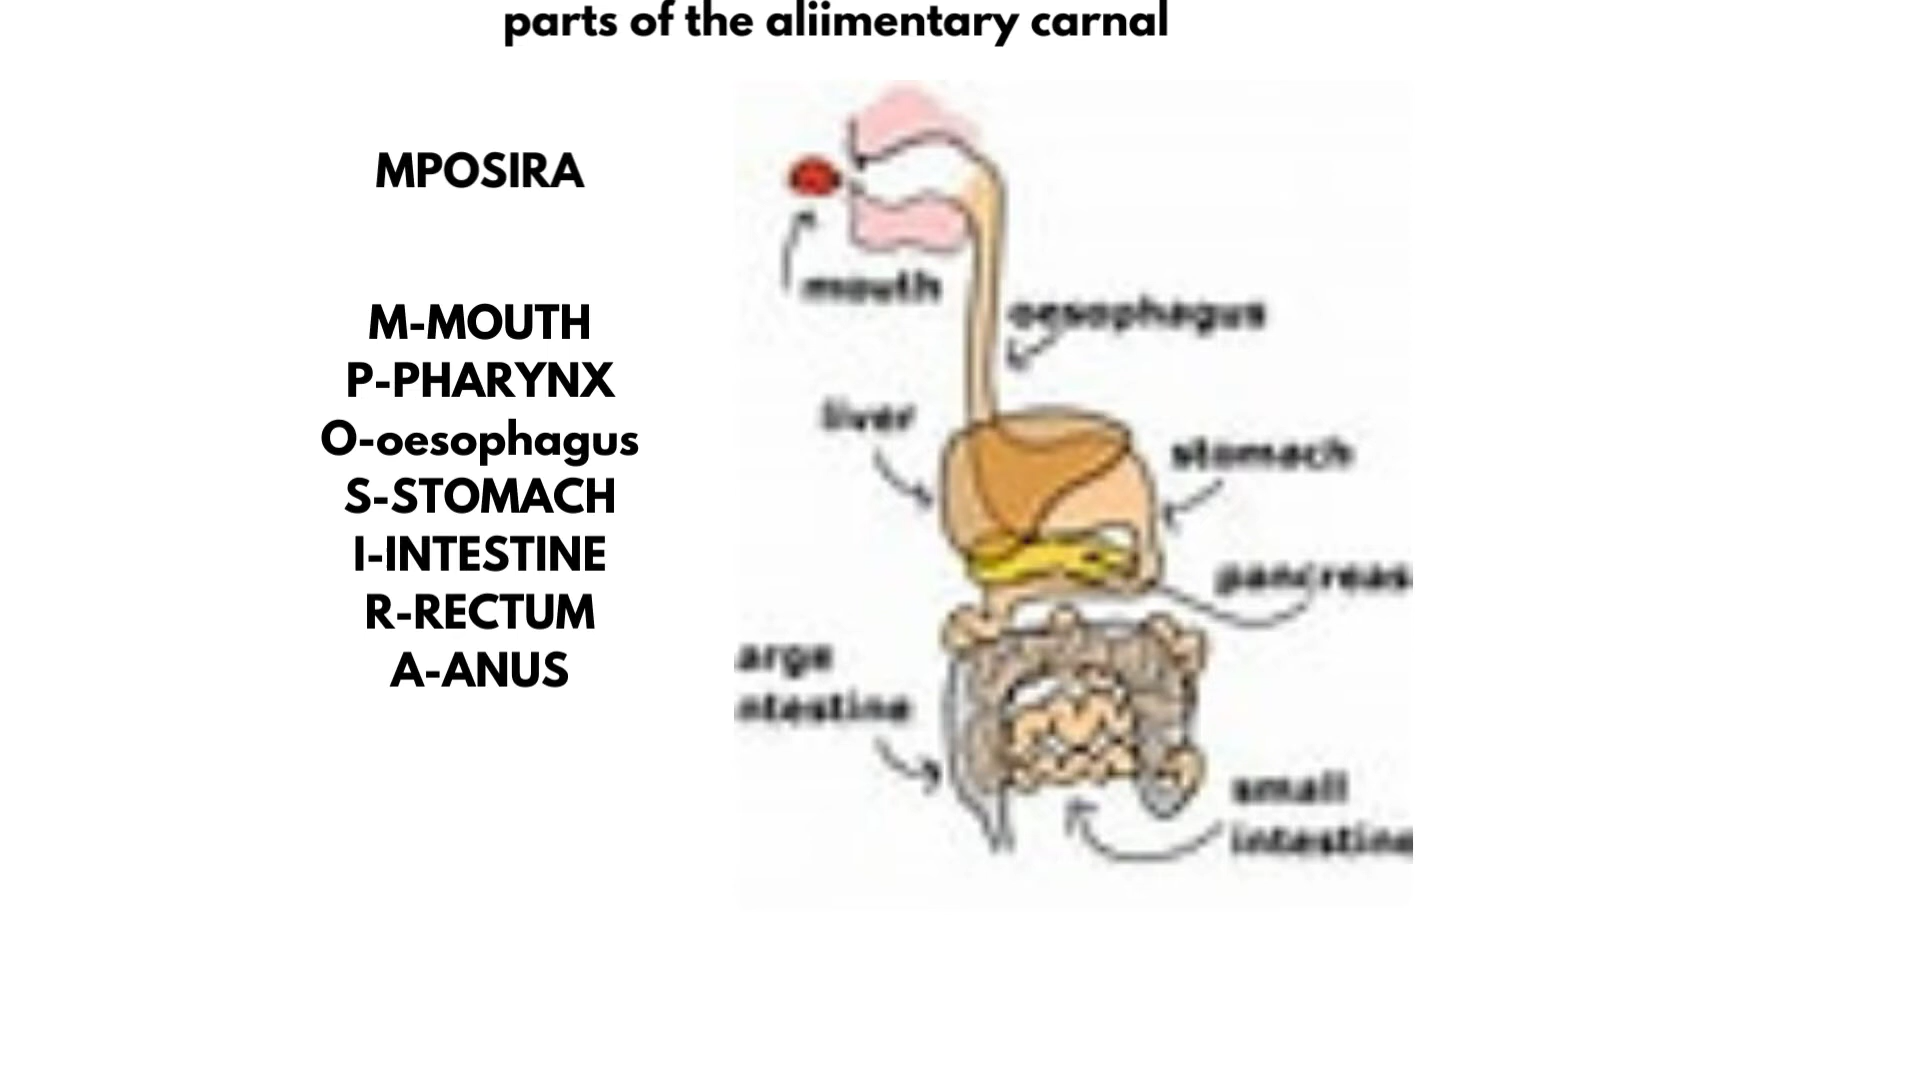 parts of the aliimentary carnal
MPOSIRA
M-MOUTH
P-PHARYNX
O-oesophagus
S-STOMACH
I-INTESTINE
R-RECTUM
A-ANUS
mouth
oesophagus
liver
stomach
pancreas
arge
ntestine
small
intestine